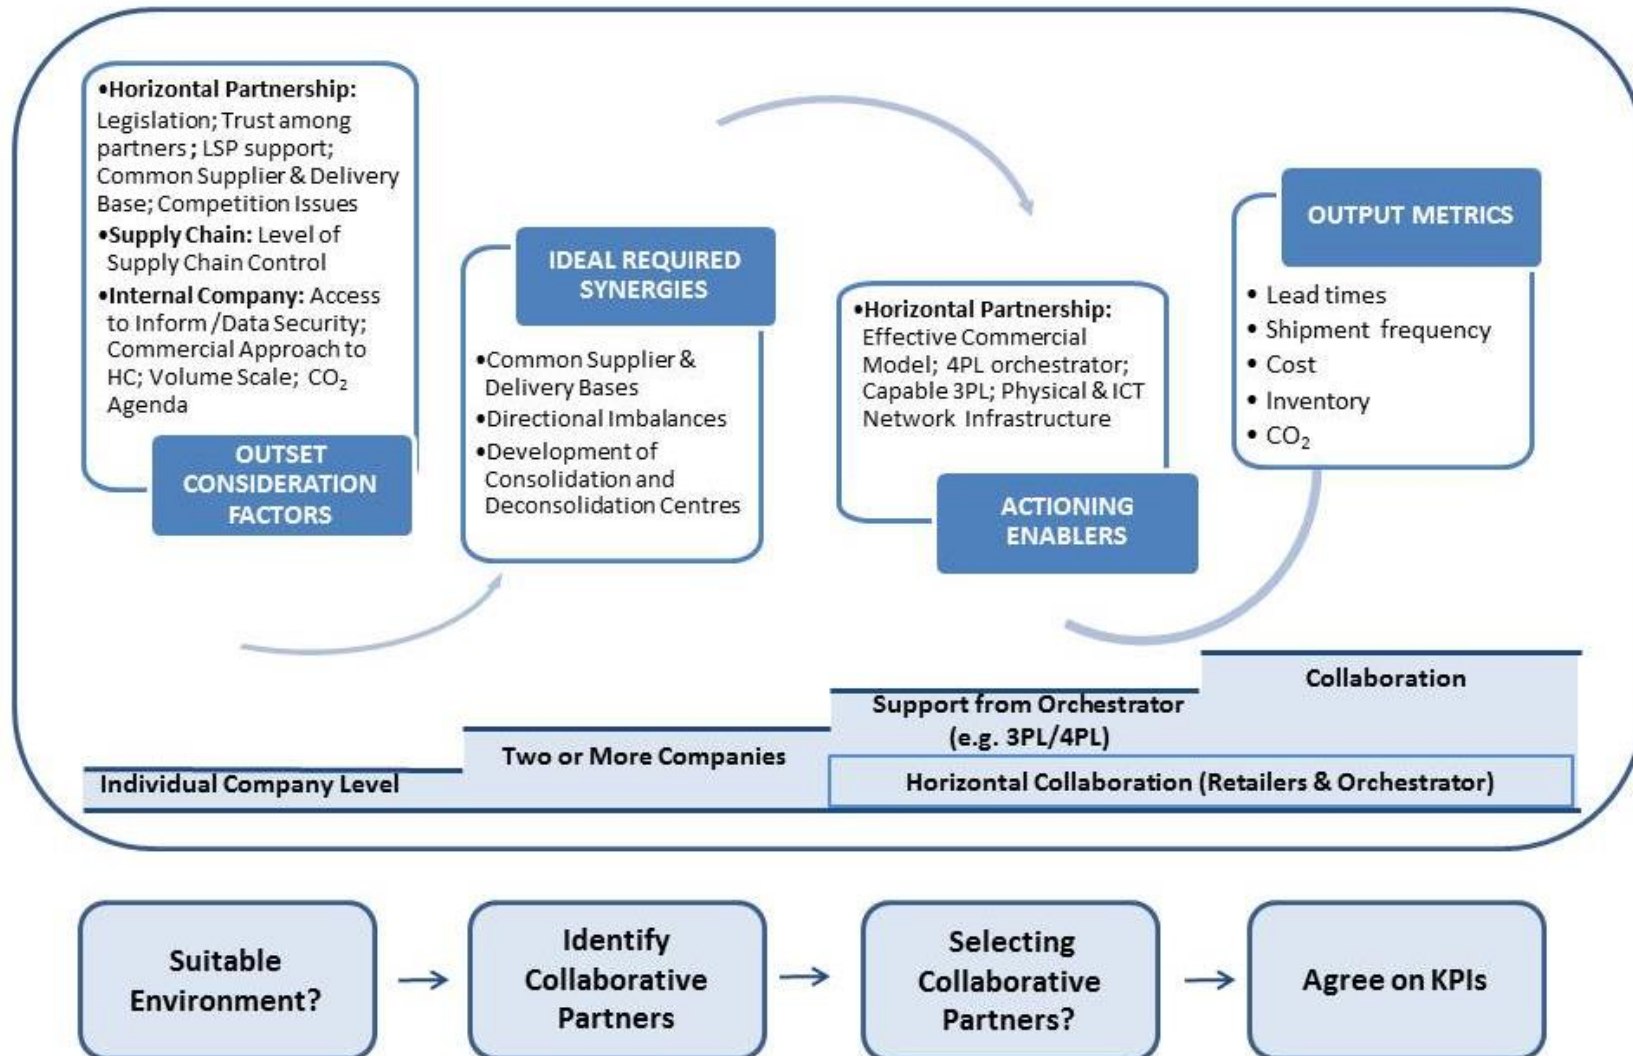 •Horizontal Partnership:
Legislation; Trust among
partners ; LSP support;
Common Supplier & Delivery
Base; Competition Issues
•Supply Chain: Level of
Supply Chain Control
•Internal Company: Access
to Inform /Data Security;
Commercial Approach to
HC; Volume Scale; CO₂
Agenda
OUTSET
CONSIDERATION
FACTORS
IDEAL REQUIRED
SYNERGIES
•Common Supplier &
Delivery Bases
•Directional Imbalances
•Development of
Consolidation and
Deconsolidation Centres
•Horizontal Partnership:
Effective Commercial
Model; 4PL orchestrator;
Capable 3PL; Physical & ICT
Network Infrastructure
ACTIONING
ENABLERS
OUTPUT METRICS
• Lead times
• Shipment frequency
• Cost
• Inventory
• CO₂
Individual Company Level
Two or More Companies
Support from Orchestrator
(e.g. 3PL/4PL)
Collaboration
Horizontal Collaboration (Retailers & Orchestrator)
Suitable
Environment?
Identify
Collaborative
Partners
Selecting
Collaborative
Partners?
Agree on KPIs